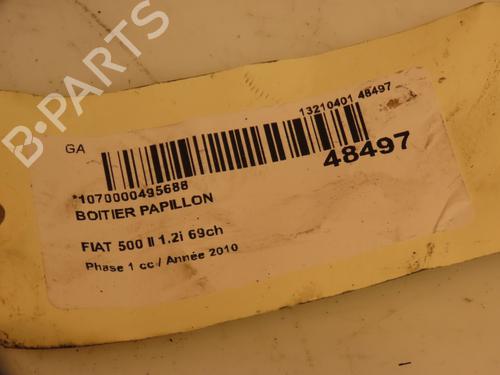 B-PARTS
13210401 48497
GA
48497
*1070000495688
BOITIER PAPILLON
FIAT 500 II 1.2i 69ch
Phase 1 cc / Année 2010